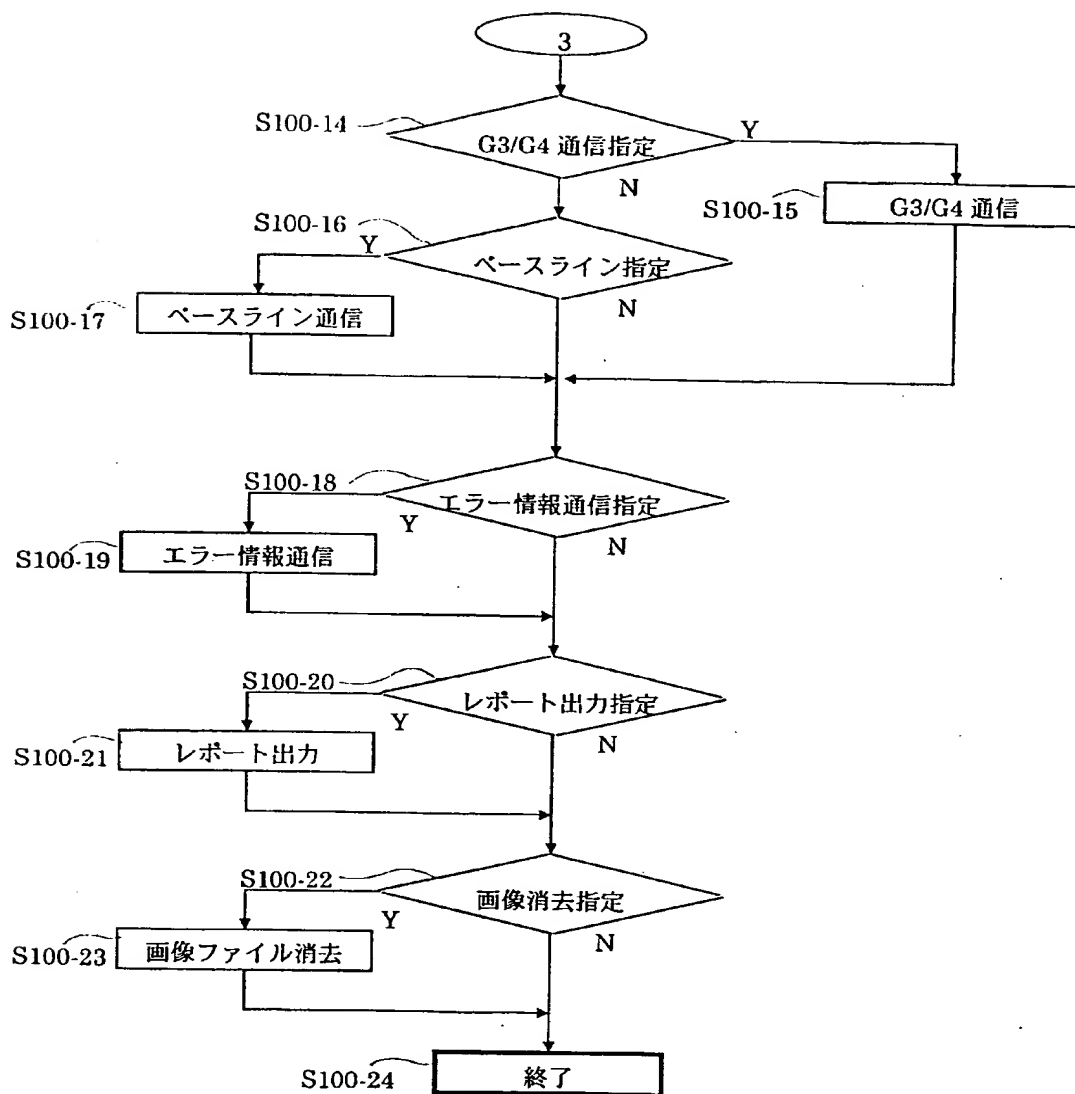 3
S100-14
G3/G4 通信指定
Y
N
S100-15
G3/G4 通信
S100-16
Y
ベースライン指定
N
S100-17
ベースライン通信
S100-18
エラー情報通信指定
Y
N
S100-19
エラー情報通信
S100-20
レポート出力指定
Y
N
S100-21
レポート出力
S100-22
画像消去指定
Y
N
S100-23
画像ファイル消去
S100-24
終了